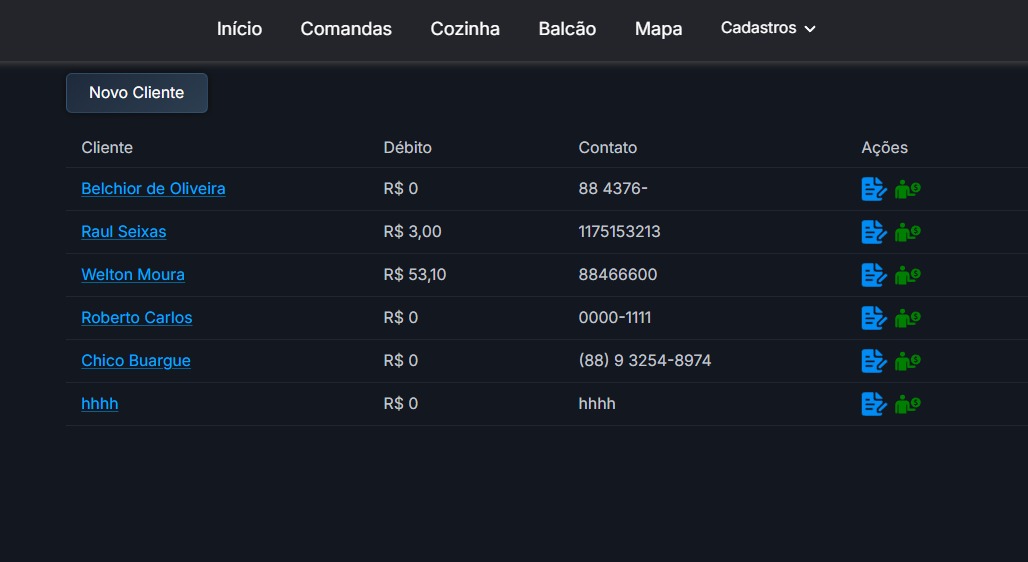 Início Comandas Cozinha Balcão Mapa Cadastros
Novo Cliente
Cliente Débito Contato Ações
Belchior de Oliveira R$ 0 88 4376-
Raul Seixas R$ 3,00 1175153213
Welton Moura R$ 53,10 88466600
Roberto Carlos R$ 0 0000-1111
Chico Buargue R$ 0 (88) 9 3254-8974
hhhh R$ 0 hhhh